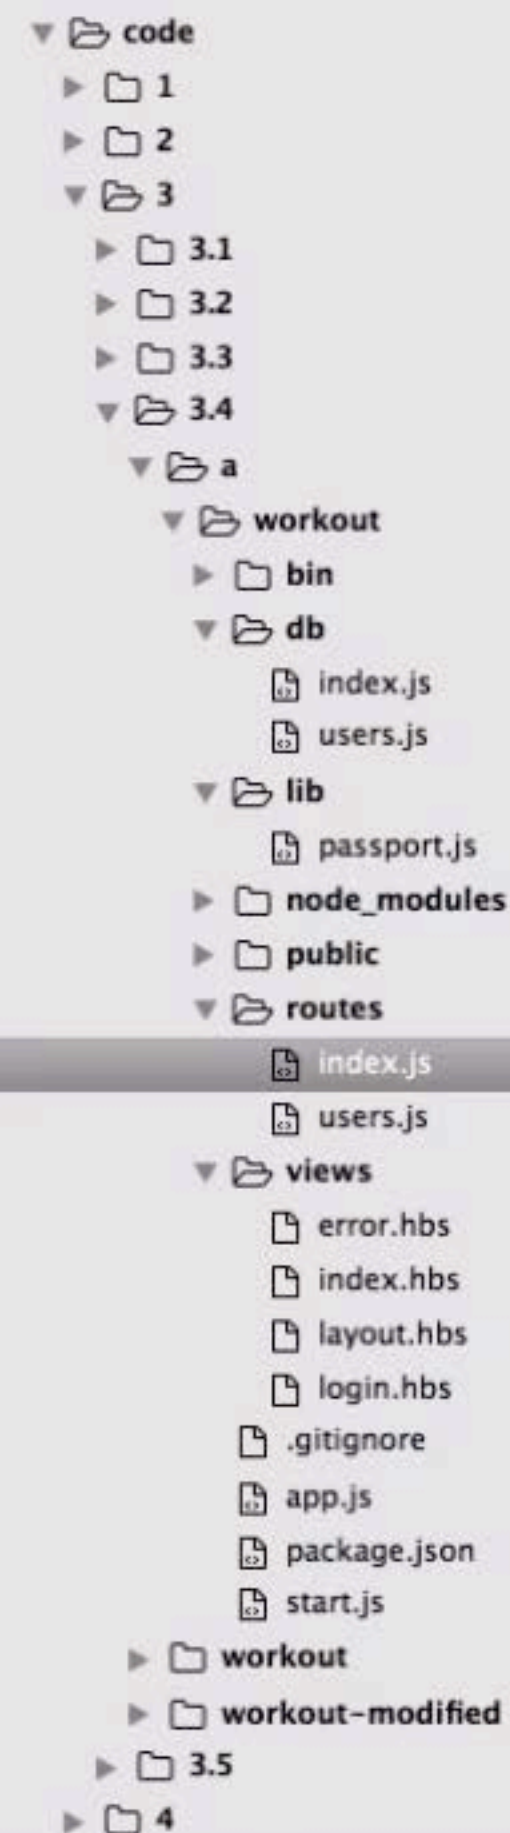 code
1
2
3
3.1
3.2
3.3
3.4
a
workout
bin
db
index.js
users.js
lib
passport.js
node_modules
public
routes
index.js
users.js
views
error.hbs
index.hbs
layout.hbs
login.hbs
.gitignore
app.js
package.json
start.js
workout
workout-modified
3.5
4